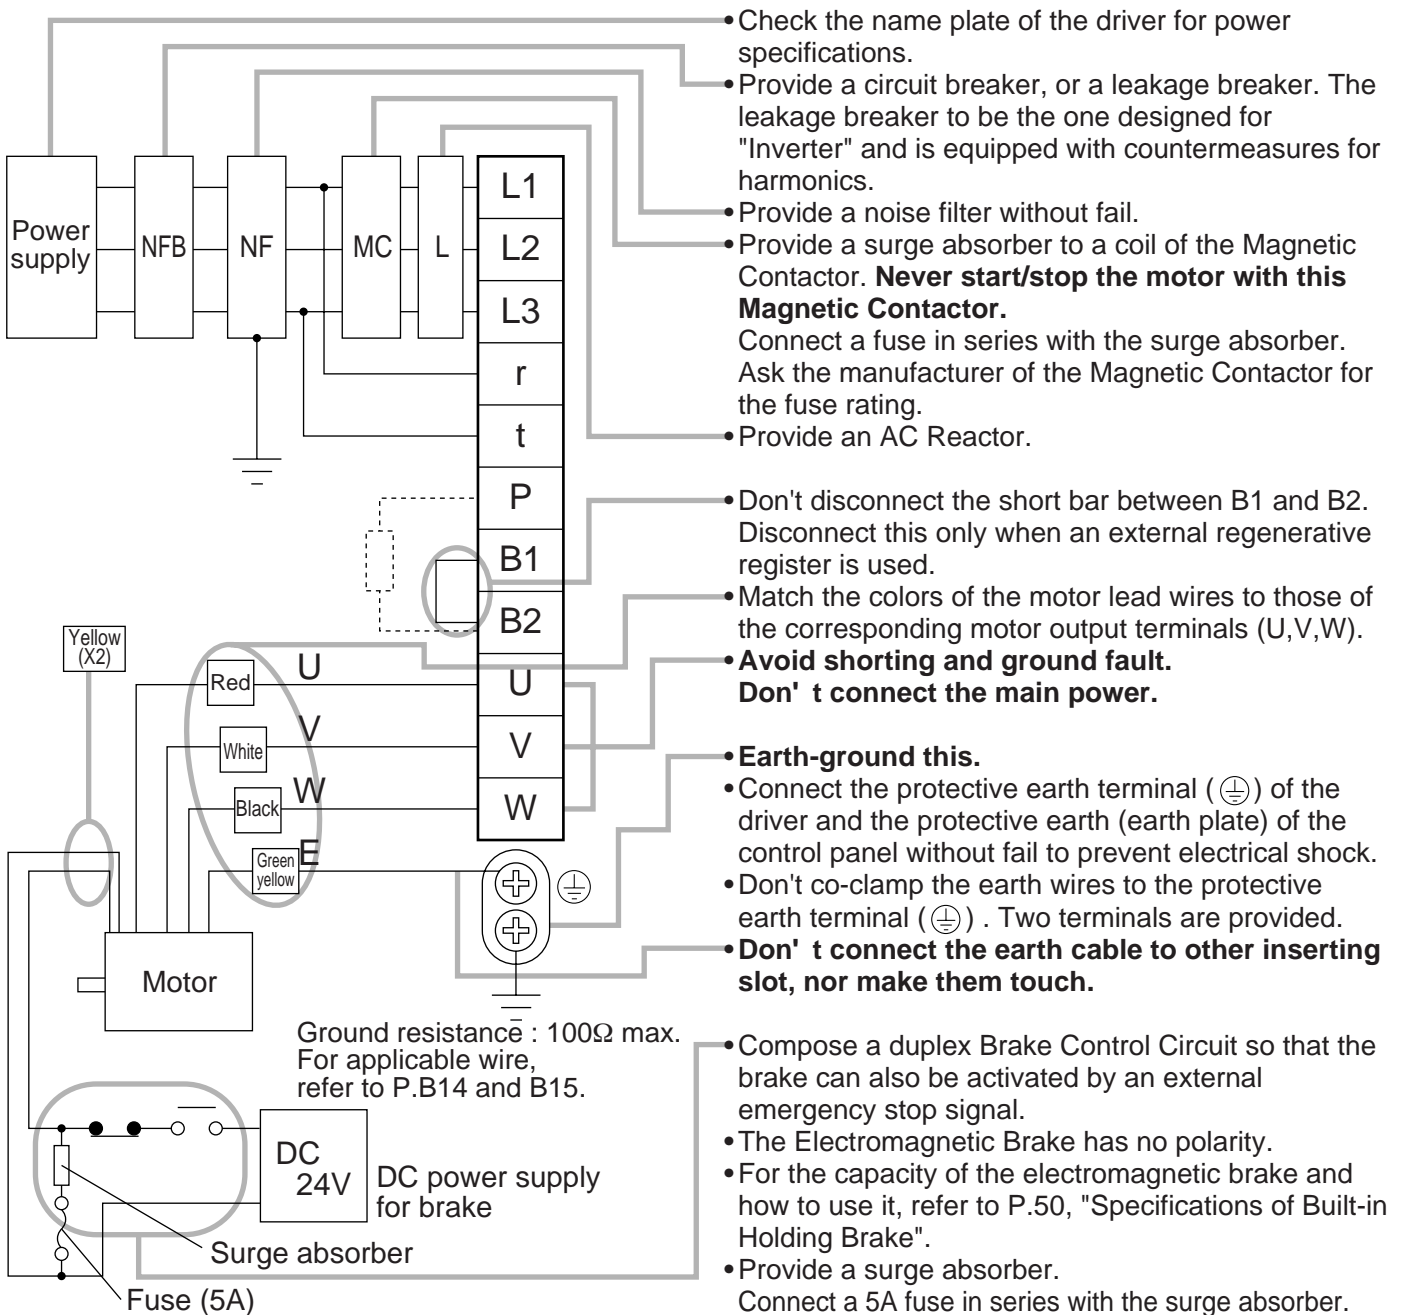 •Check the name plate of the driver for power
specifications.
•Provide a circuit breaker, or a leakage breaker. The
leakage breaker to be the one designed for
"Inverter" and is equipped with countermeasures for
harmonics.
•Provide a noise filter without fail.
•Provide a surge absorber to a coil of the Magnetic
Contactor. Never start/stop the motor with this
Magnetic Contactor.
Connect a fuse in series with the surge absorber.
Ask the manufacturer of the Magnetic Contactor for
the fuse rating.
•Provide an AC Reactor.
•Don't disconnect the short bar between B1 and B2.
Disconnect this only when an external regenerative
register is used.
•Match the colors of the motor lead wires to those of
the corresponding motor output terminals (U,V,W).
•Avoid shorting and ground fault.
Don' t connect the main power.
•Earth-ground this.
•Connect the protective earth terminal (⏚) of the
driver and the protective earth (earth plate) of the
control panel without fail to prevent electrical shock.
•Don't co-clamp the earth wires to the protective
earth terminal (⏚) . Two terminals are provided.
•Don' t connect the earth cable to other inserting
slot, nor make them touch.
•Compose a duplex Brake Control Circuit so that the
brake can also be activated by an external
emergency stop signal.
•The Electromagnetic Brake has no polarity.
•For the capacity of the electromagnetic brake and
how to use it, refer to P.50, "Specifications of Built-in
Holding Brake".
•Provide a surge absorber.
Connect a 5A fuse in series with the surge absorber.
Power
supply
NFB
NF
MC
L
L1
L2
L3
r
t
P
B1
B2
U
V
W
Yellow
(X2)
Red
U
White
V
Black
W
Green
yellow
E
Motor
Ground resistance : 100Ω max.
For applicable wire,
refer to P.B14 and B15.
DC
24V
DC power supply
for brake
Surge absorber
Fuse (5A)